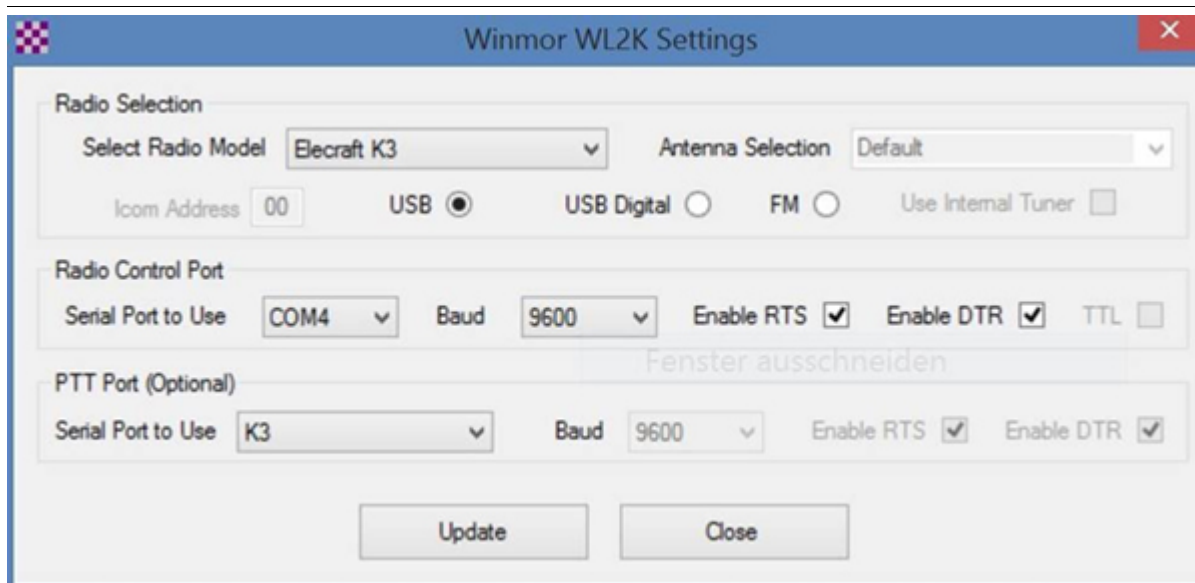 Winmor WL2K Settings
Radio Selection
Select Radio Model Elecraft K3 Antenna Selection Default
Icom Address 00 USB USB Digital FM Use Internal Tuner
Radio Control Port
Serial Port to Use COM4 Baud 9600 Enable RTS Enable DTR TTL
Fenster ausschneiden
PTT Port (Optional)
Serial Port to Use K3 Baud 9600 Enable RTS Enable DTR
Update Close